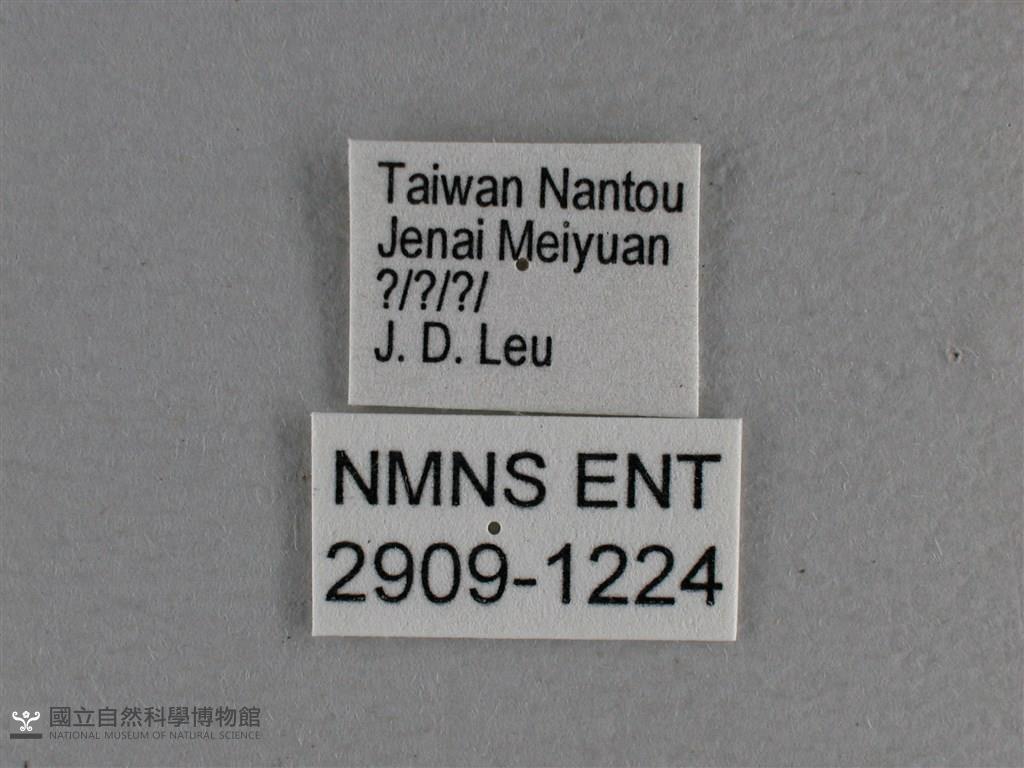 Taiwan Nantou
Jenai Meiyuan
?/?/?/
J. D. Leu
NMNS ENT
2909-1224
國立自然科學博物館
NATIONAL MUSEUM OF NATURAL SCIENCE